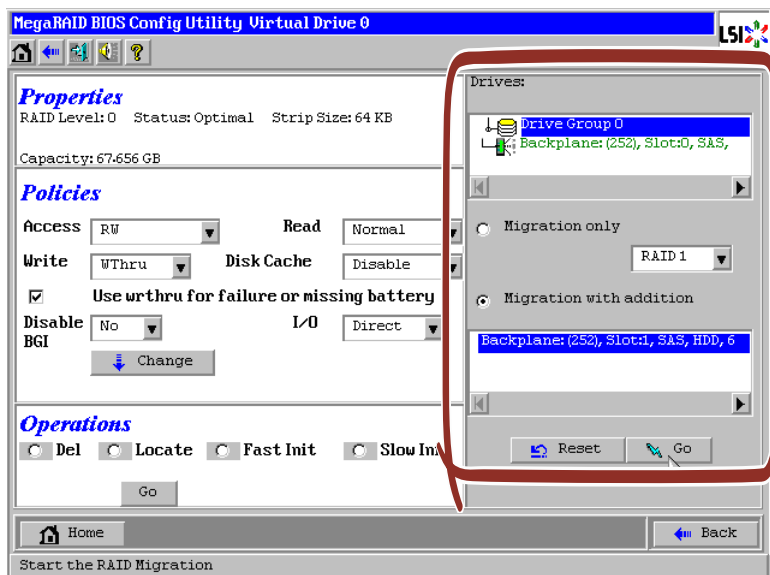 MegaRAID BIOS Config Utility Virtual Drive 0
LSI
Properties
RAID Level: 0 Status: Optimal Strip Size: 64 KB
Capacity: 67.656 GB
Policies
Access RW Read Normal
Write WThru Disk Cache Disable
Use wrthru for failure or missing battery
Disable BGI No I/O Direct
Change
Operations
Del Locate Fast Init Slow In
Go
Drives:
Drive Group 0
Backplane: (252), Slot:0, SAS,
Migration only
RAID 1
Migration with addition
Backplane: (252), Slot:1, SAS, HDD, 6
Reset Go
Home Back
Start the RAID Migration